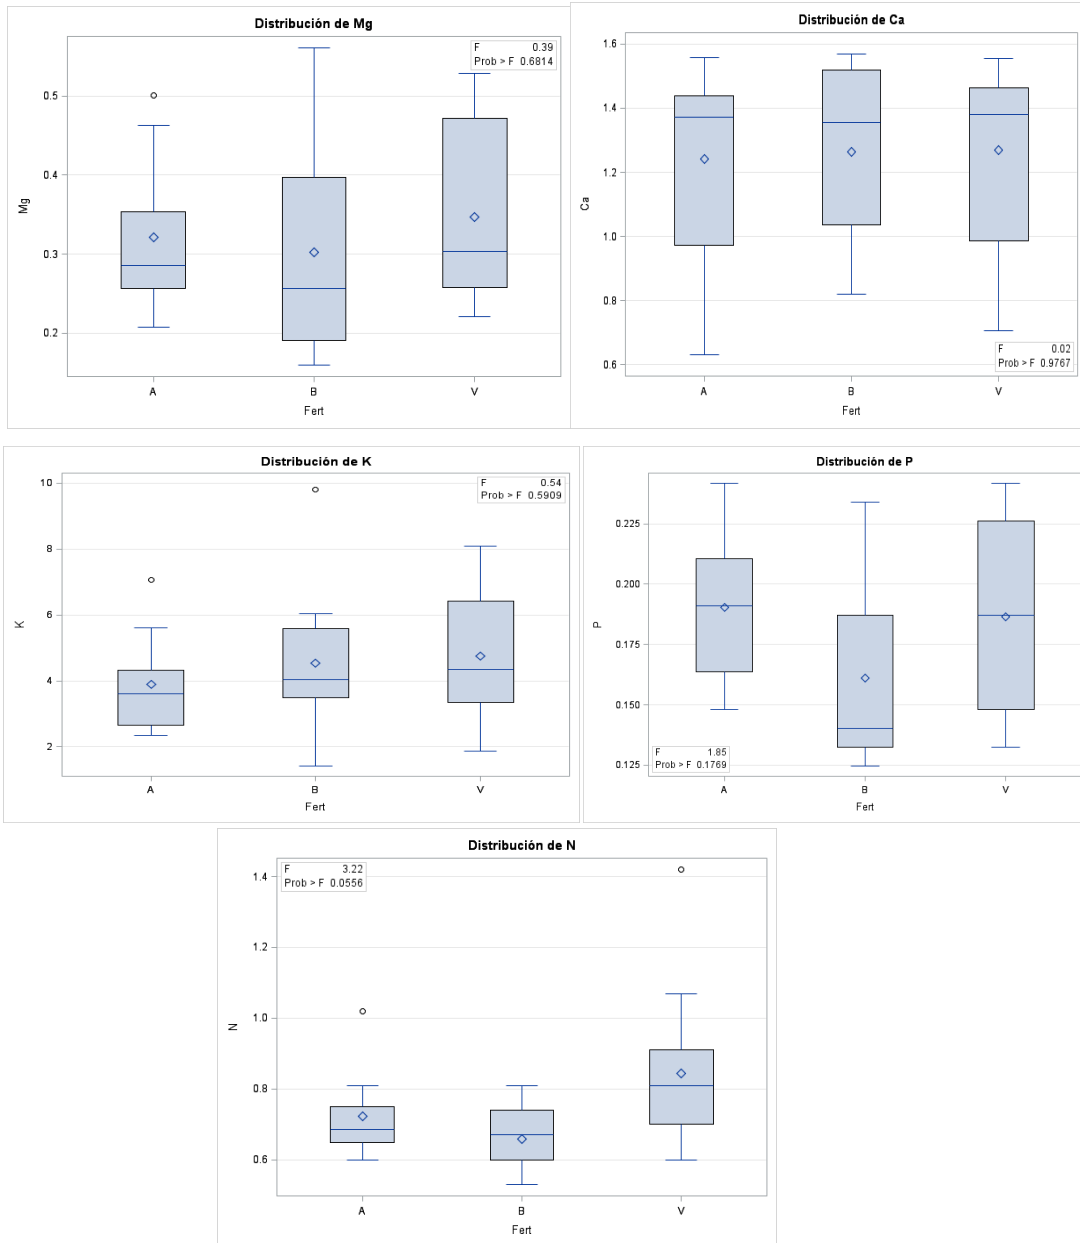 Distribución de Mg
F 0.39
Prob > F 0.6814
0.5
0.4
0.3
0.2
Mg
A B V
Fert
Distribución de Ca
1.6
1.4
1.2
1.0
0.8
0.6
Ca
F 0.02
Prob > F 0.9767
A B V
Fert
Distribución de K
F 0.54
Prob > F 0.5909
10
8
6
4
2
K
A B V
Fert
Distribución de P
0.225
0.200
0.175
0.150
0.125
P
F 1.85
Prob > F 0.1769
A B V
Fert
Distribución de N
F 3.22
Prob > F 0.0556
1.4
1.2
1.0
0.8
0.6
N
A B V
Fert